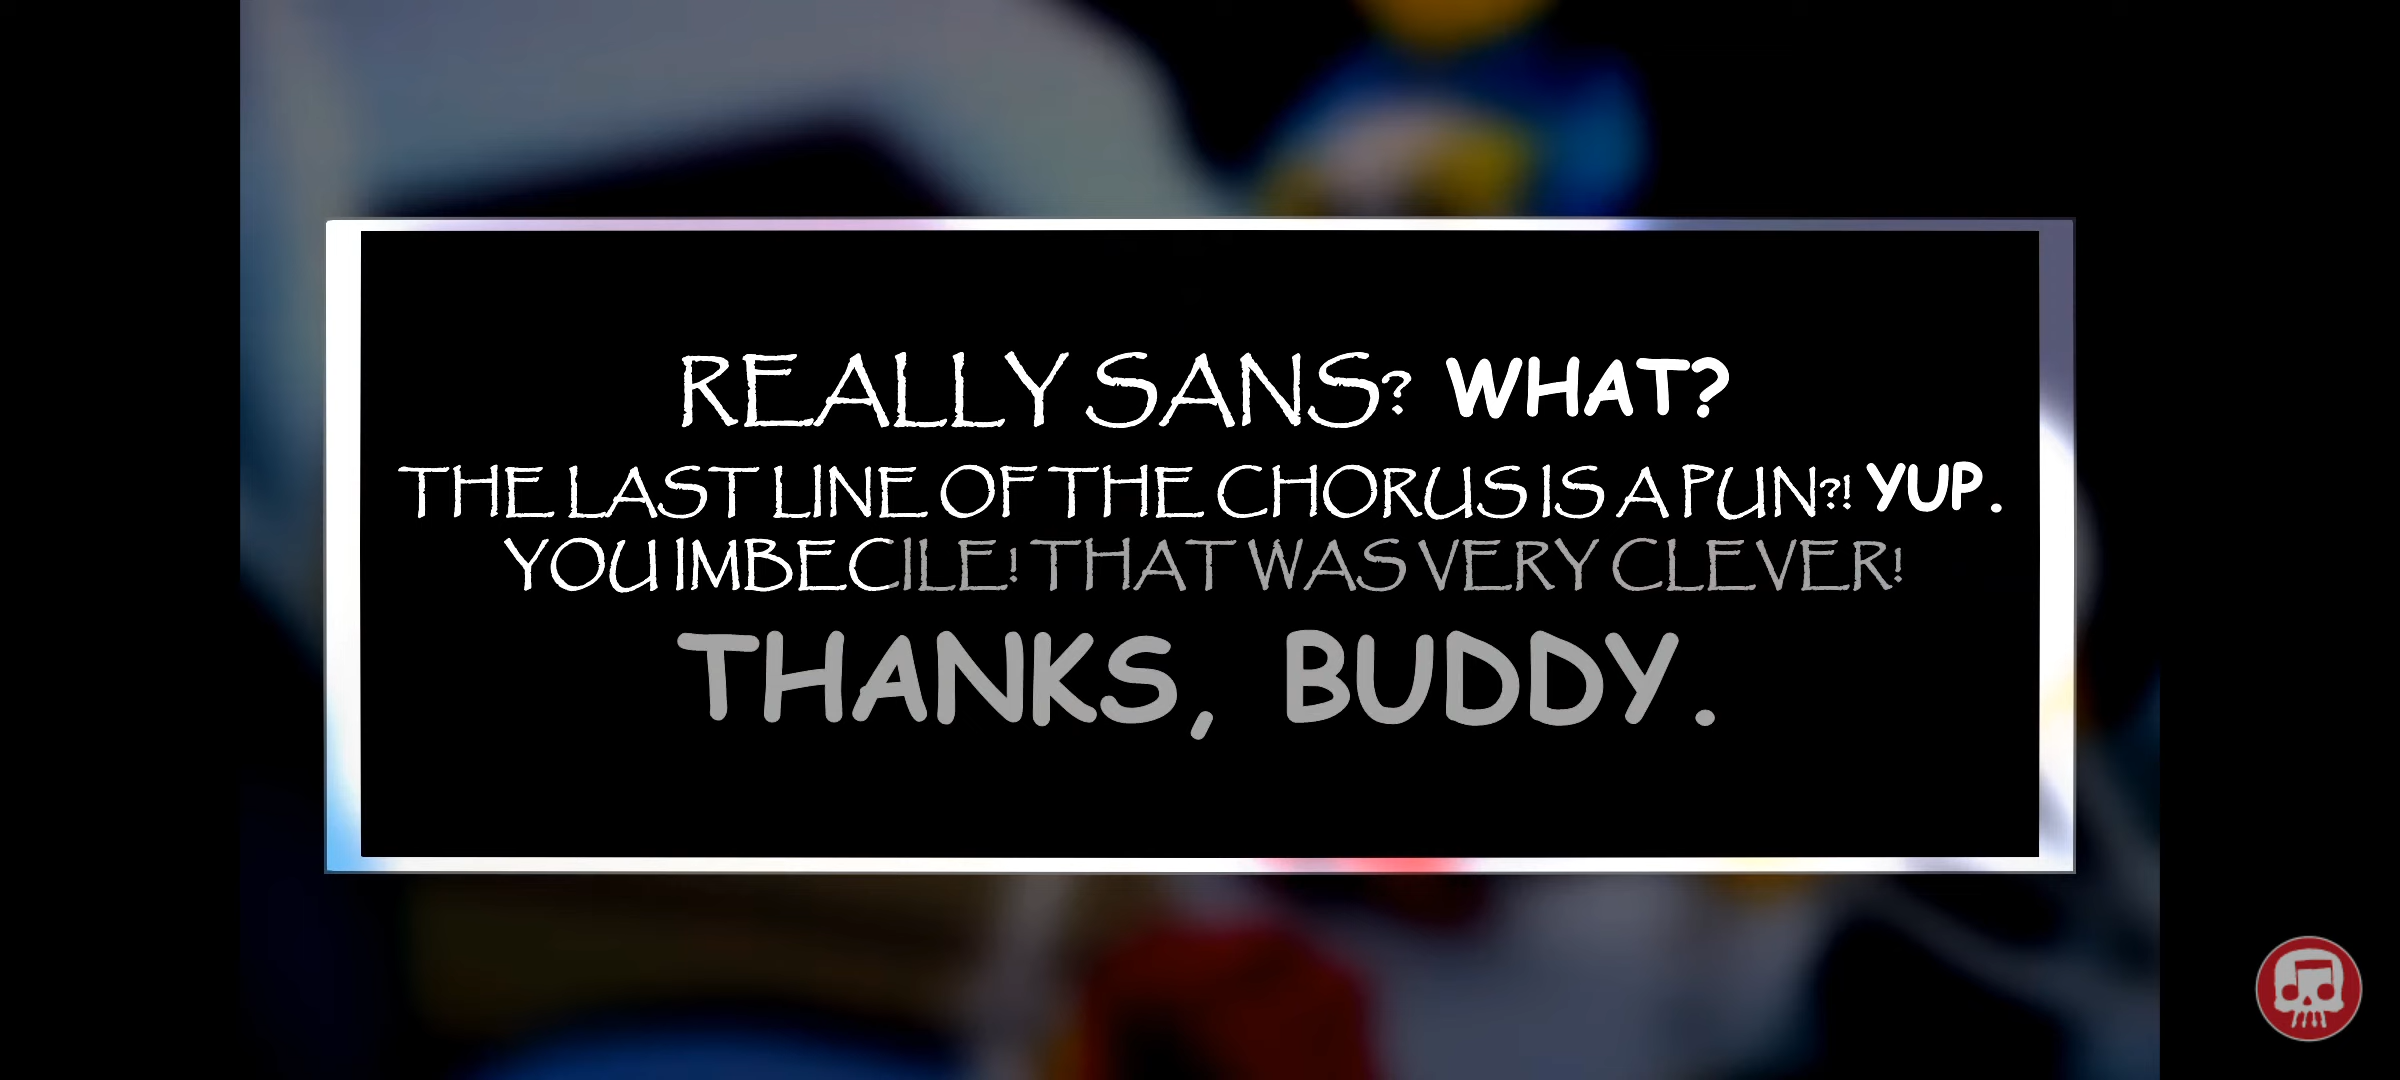 REALLY SANS? WHAT?
THE LAST LINE OF THE CHORUS IS A PUN?! YUP.
YOU IMBECILE! THAT WAS VERY CLEVER!
THANKS, BUDDY.